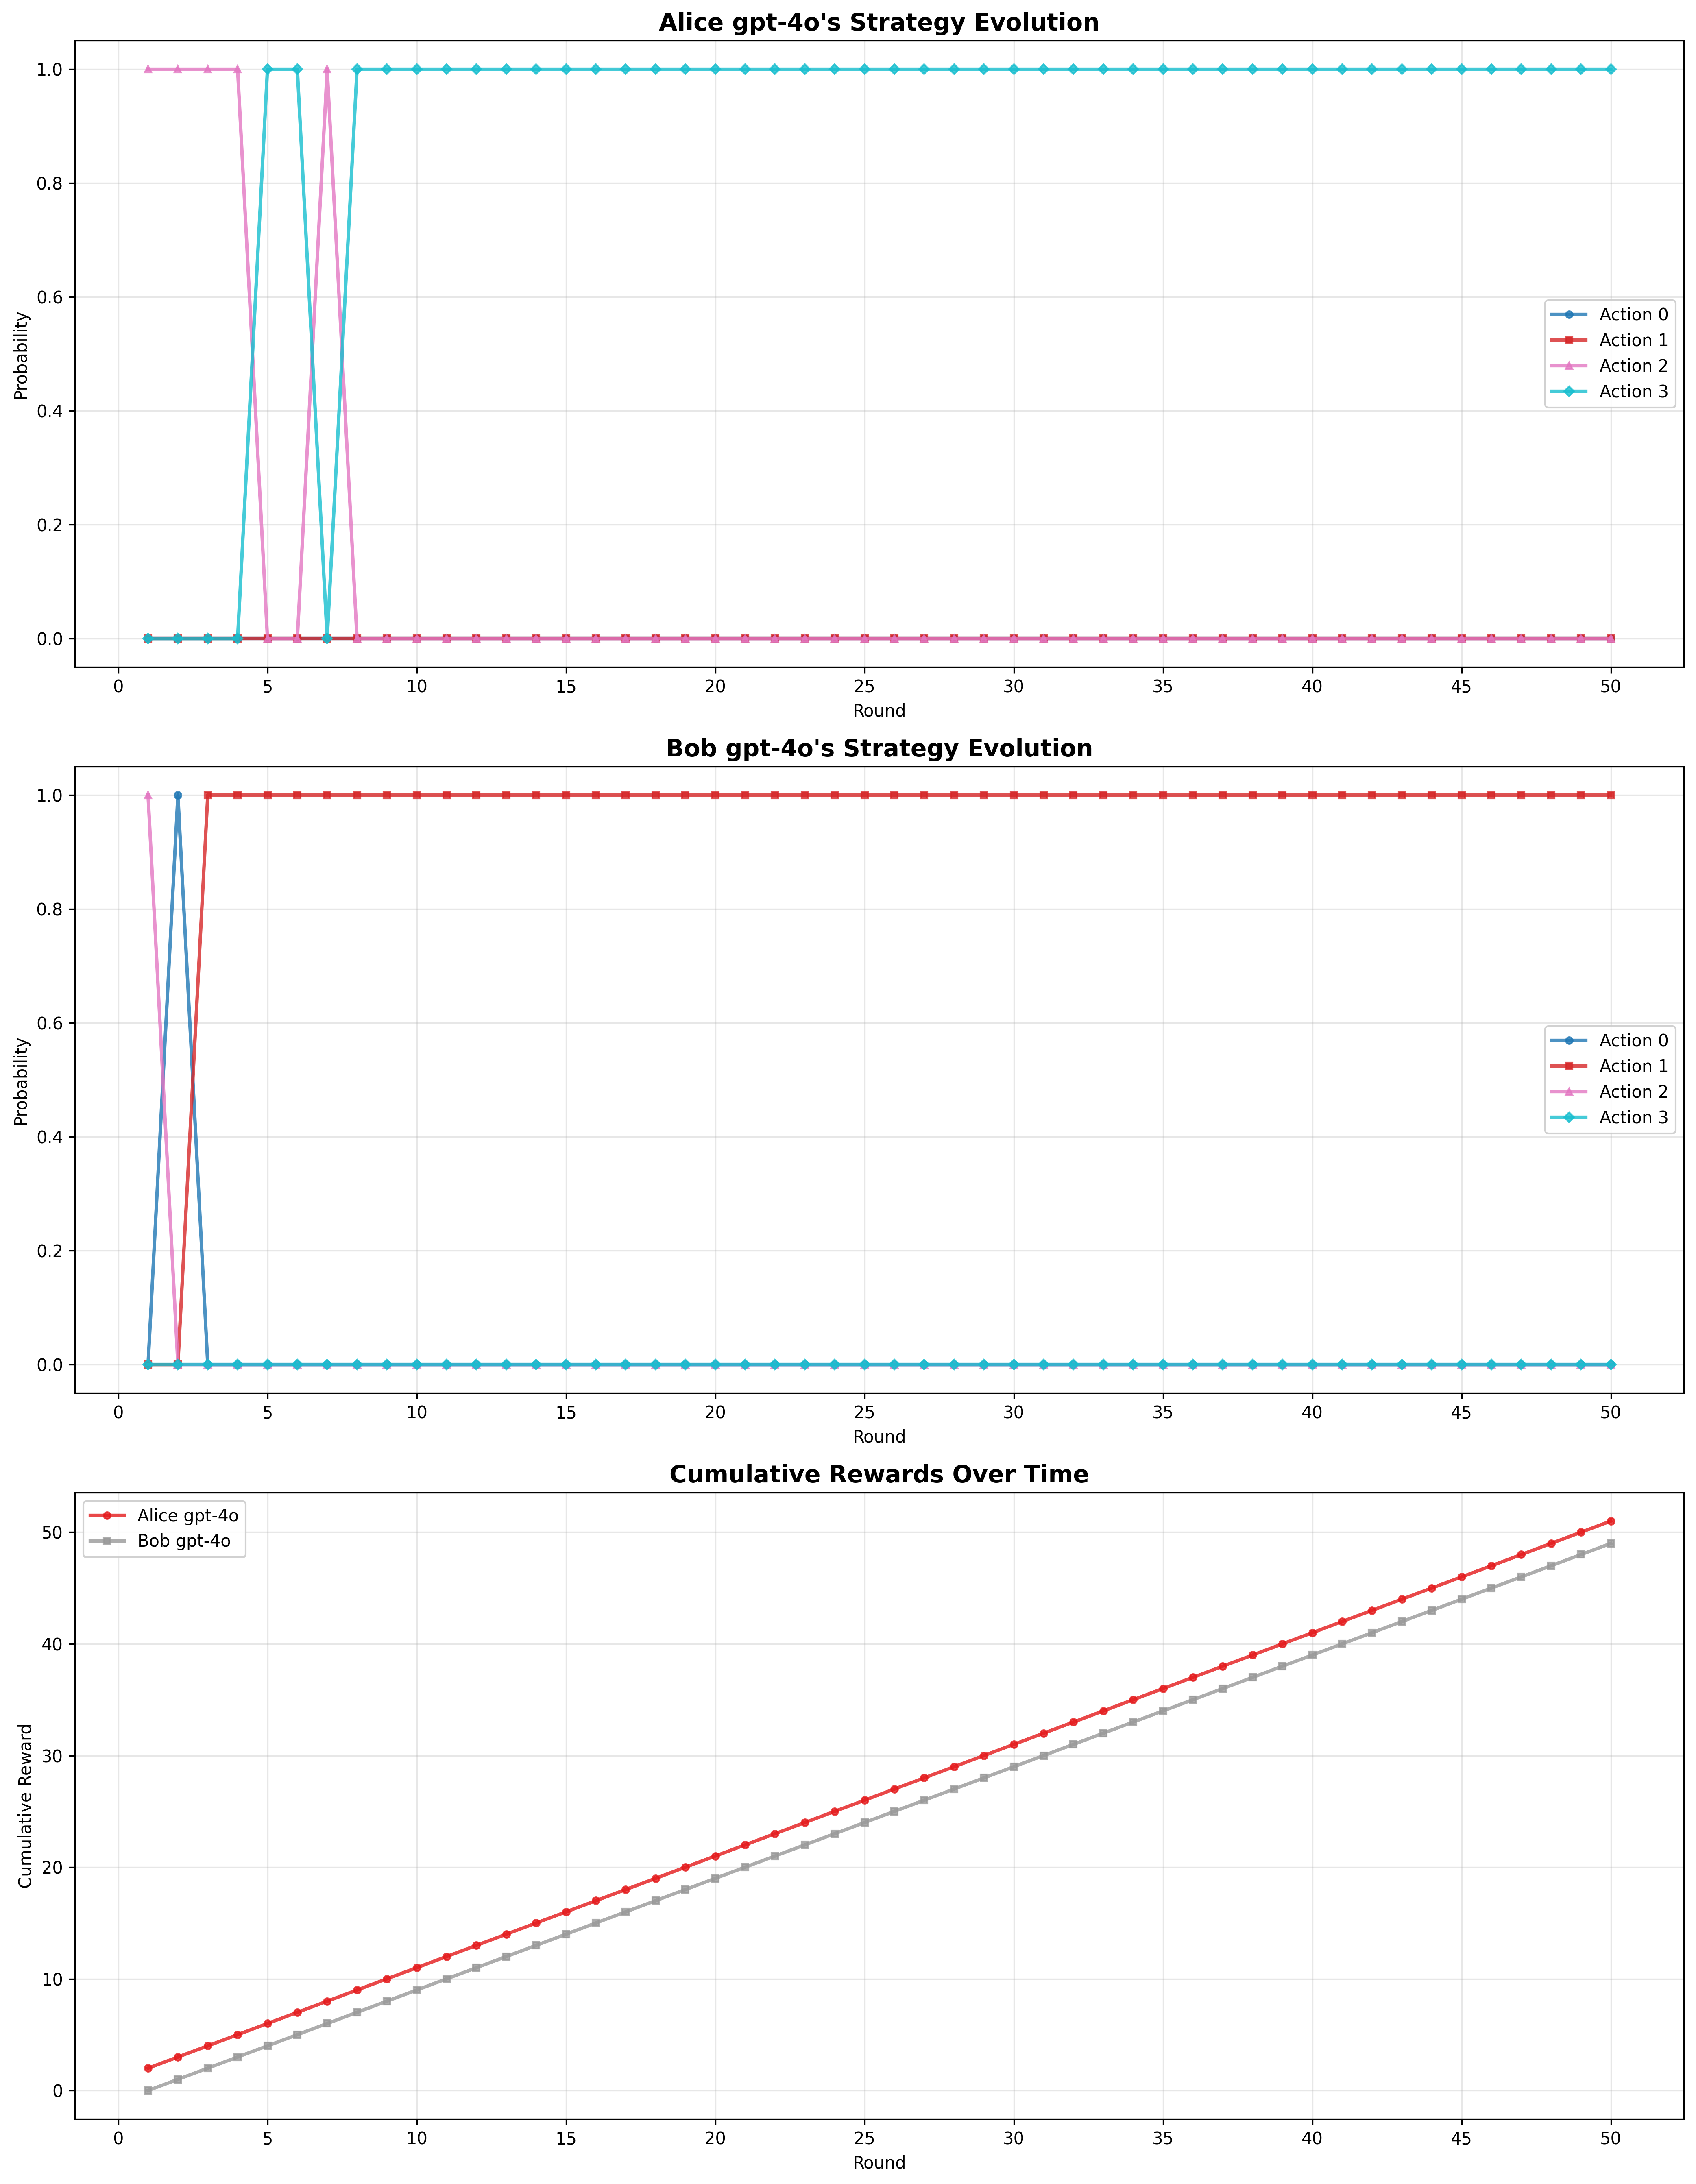 Alice gpt-4o's Strategy Evolution
1.0
0.8
0.6
0.4
0.2
0.0
Probability
Action 0
Action 1
Action 2
Action 3
0 5 10 15 20 25 30 35 40 45 50
Round
Bob gpt-4o's Strategy Evolution
1.0
0.8
0.6
0.4
0.2
0.0
Probability
Action 0
Action 1
Action 2
Action 3
0 5 10 15 20 25 30 35 40 45 50
Round
Cumulative Rewards Over Time
Alice gpt-4o
Bob gpt-4o
50
40
30
20
10
0
Cumulative Reward
0 5 10 15 20 25 30 35 40 45 50
Round